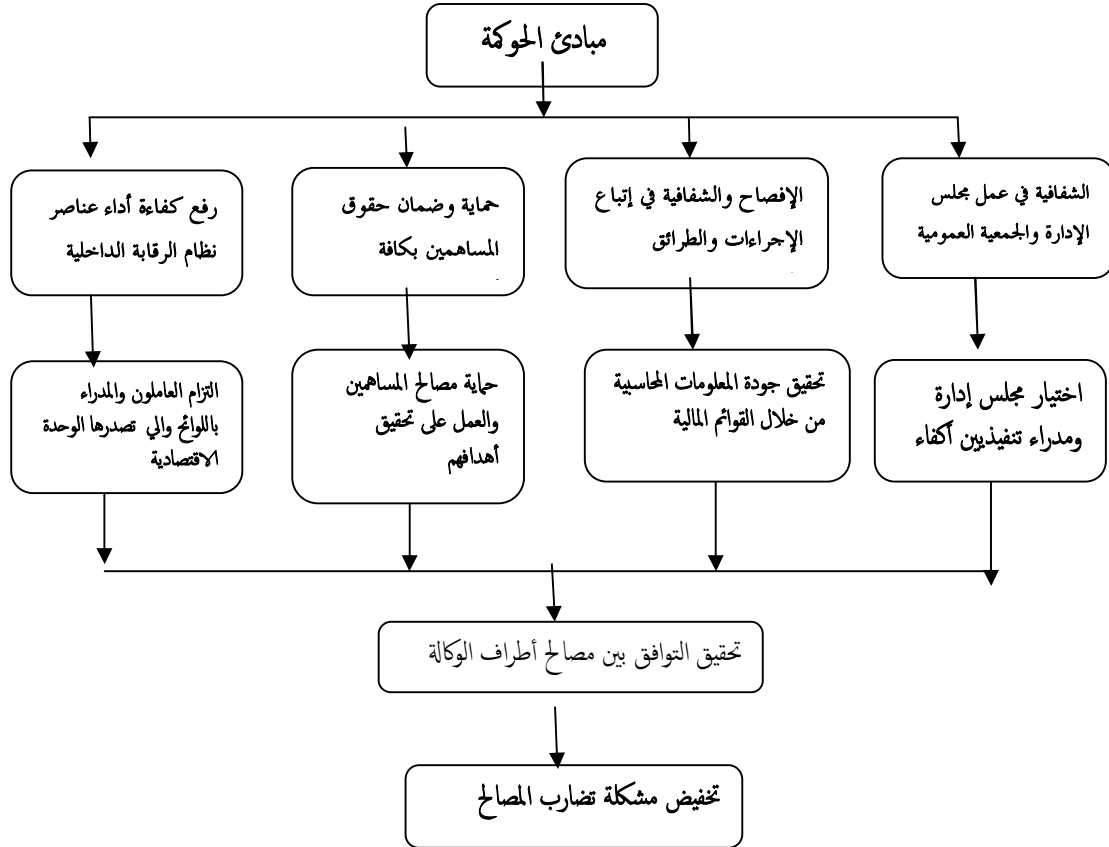 مبادئ الحوكمة
الشفافية في عمل مجلس
الإدارة والجمعية العمومية
الإفصاح والشفافية في إتباع
الإجراءات والطرائق
حماية وضمان حقوق
المساهمين بكافة
رفع كفاءة أداء عناصر
نظام الرقابة الداخلية
اختيار مجلس إدارة
ومدراء تنفيذيين أكفاء
تحقيق جودة المعلومات المحاسبية
من خلال القوائم المالية
حماية مصالح المساهمين
والعمل على تحقيق
أهدافهم
التزام العاملون والمدراء
باللوائح والي تصدرها الوحدة
الاقتصادية
تحقيق التوافق بين مصالح أطراف الوكالة
تخفيض مشكلة تضارب المصالح